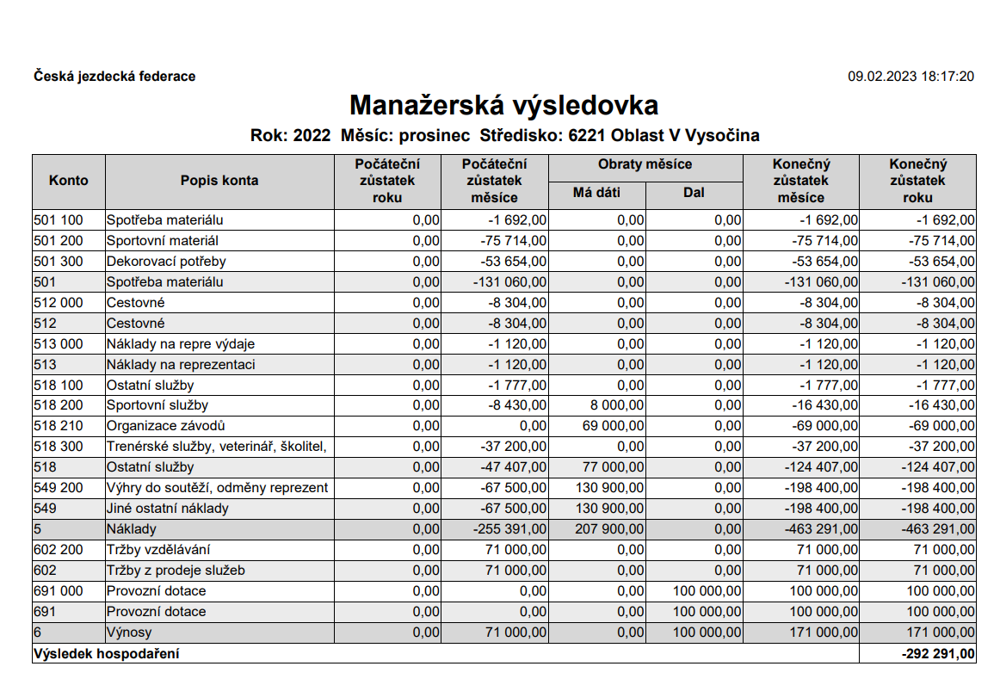 Česká jezdecká federace 09.02.2023 18:17:20
Manažerská výsledovka
Rok: 2022 Měsíc: prosinec Středisko: 6221 Oblast V Vysočina
Konto Popis konta Počáteční zůstatek roku Počáteční zůstatek měsíce Obraty měsíce Má dáti Dal Konečný zůstatek měsíce Konečný zůstatek roku
501 100 Spotřeba materiálu 0,00 -1 692,00 0,00 0,00 -1 692,00 -1 692,00
501 200 Sportovní materiál 0,00 -75 714,00 0,00 0,00 -75 714,00 -75 714,00
501 300 Dekorovací potřeby 0,00 -53 654,00 0,00 0,00 -53 654,00 -53 654,00
501 Spotřeba materiálu 0,00 -131 060,00 0,00 0,00 -131 060,00 -131 060,00
512 000 Cestovné 0,00 -8 304,00 0,00 0,00 -8 304,00 -8 304,00
512 Cestovné 0,00 -8 304,00 0,00 0,00 -8 304,00 -8 304,00
513 000 Náklady na repre výdaje 0,00 -1 120,00 0,00 0,00 -1 120,00 -1 120,00
513 Náklady na reprezentaci 0,00 -1 120,00 0,00 0,00 -1 120,00 -1 120,00
518 100 Ostatní služby 0,00 -1 777,00 0,00 0,00 -1 777,00 -1 777,00
518 200 Sportovní služby 0,00 -8 430,00 8 000,00 0,00 -16 430,00 -16 430,00
518 210 Organizace závodů 0,00 0,00 69 000,00 0,00 -69 000,00 -69 000,00
518 300 Trenérské služby, veterinář, školitel, 0,00 -37 200,00 0,00 0,00 -37 200,00 -37 200,00
518 Ostatní služby 0,00 -47 407,00 77 000,00 0,00 -124 407,00 -124 407,00
549 200 Výhry do soutěží, odměny reprezent 0,00 -67 500,00 130 900,00 0,00 -198 400,00 -198 400,00
549 Jiné ostatní náklady 0,00 -67 500,00 130 900,00 0,00 -198 400,00 -198 400,00
5 Náklady 0,00 -255 391,00 207 900,00 0,00 -463 291,00 -463 291,00
602 200 Tržby vzdělávání 0,00 71 000,00 0,00 0,00 71 000,00 71 000,00
602 Tržby z prodeje služeb 0,00 71 000,00 0,00 0,00 71 000,00 71 000,00
691 000 Provozní dotace 0,00 0,00 0,00 100 000,00 100 000,00 100 000,00
691 Provozní dotace 0,00 0,00 0,00 100 000,00 100 000,00 100 000,00
6 Výnosy 0,00 71 000,00 0,00 100 000,00 171 000,00 171 000,00
Výsledek hospodaření -292 291,00